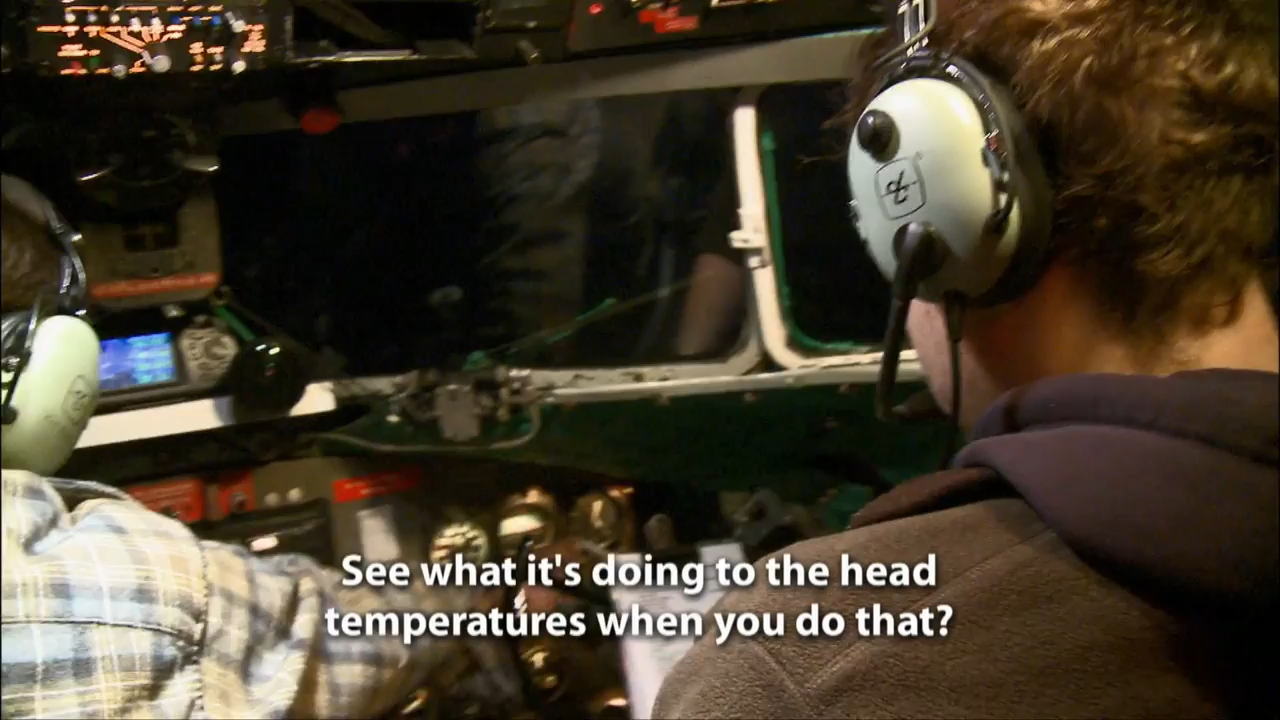 See what it's doing to the head
temperatures when you do that?